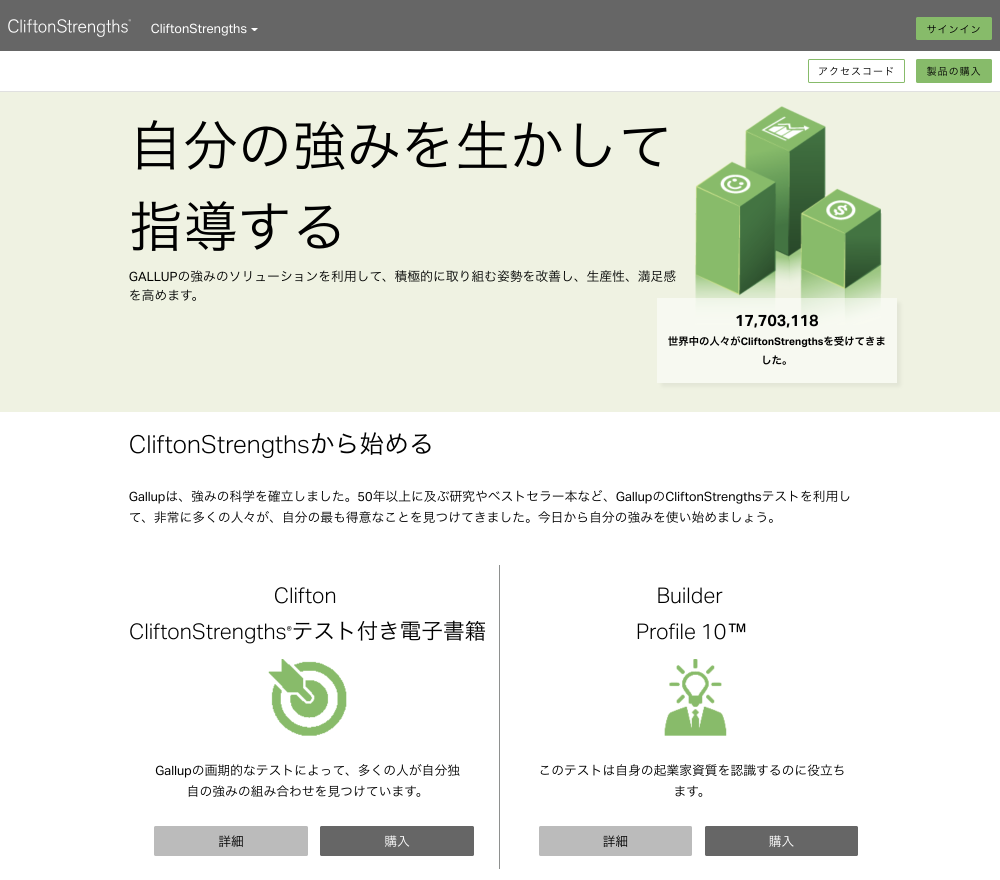 CliftonStrengths®
CliftonStrengths
サインイン
アクセスコード
製品の購入
自分の強みを生かして
指導する
GALLUPの強みのソリューションを利用して、積極的に取り組む姿勢を改善し、生産性、満足感
を高めます。
17,703,118
世界中の人々がCliftonStrengthsを受けてきま
した。
CliftonStrengthsから始める
Gallupは、強みの科学を確立しました。50年以上に及ぶ研究やベストセラー本など、GallupのCliftonStrengthsテストを利用し
て、非常に多くの人々が、自分の最も得意なことを見つけてきました。今日から自分の強みを使い始めましょう。
Clifton
CliftonStrengths®テスト付き電子書籍
Gallupの画期的なテストによって、多くの人が自分独
自の強みの組み合わせを見つけています。
詳細
購入
Builder
Profile 10™
このテストは自身の起業家資質を認識するのに役立ち
ます。
詳細
購入